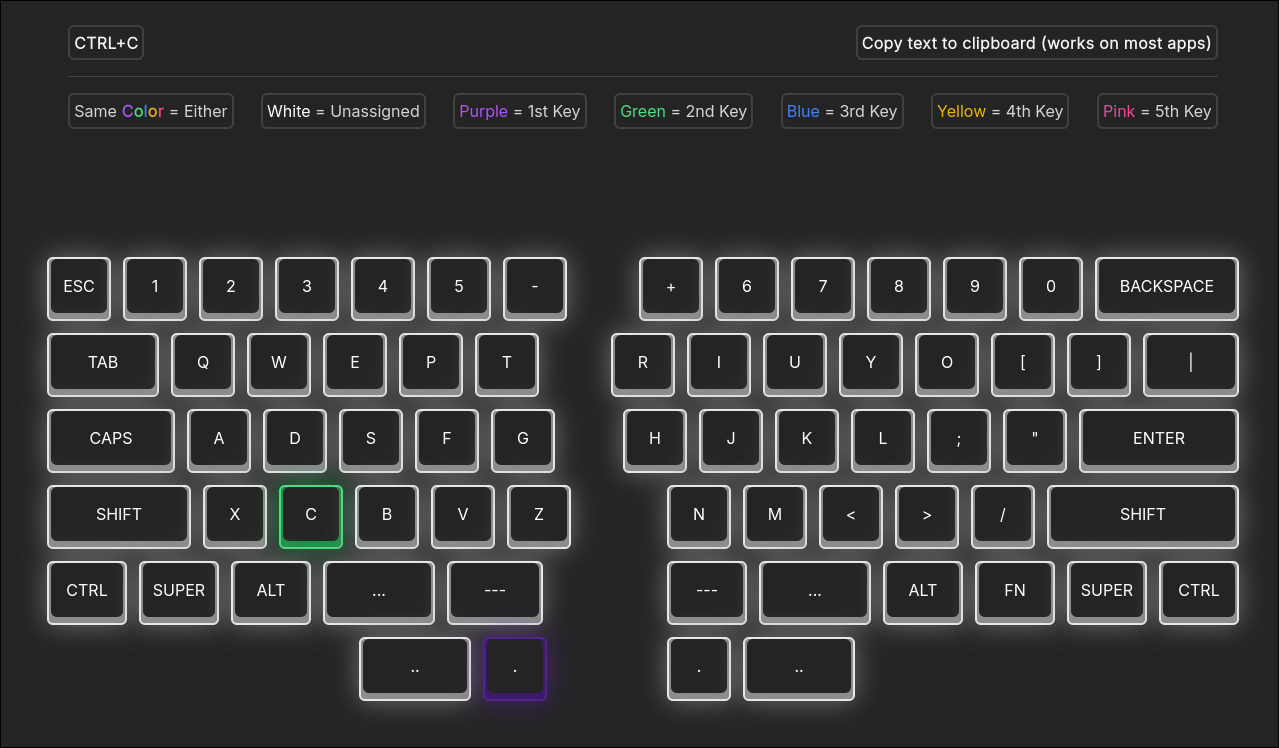 CTRL+C Copy text to clipboard (works on most apps)
Same Color = Either White = Unassigned Purple = 1st Key Green = 2nd Key Blue = 3rd Key Yellow = 4th Key Pink = 5th Key
ESC 1 2 3 4 5 - + 6 7 8 9 0 BACKSPACE
TAB Q W E P T R I U Y O [ ] |
CAPS A D S F G H J K L ; " ENTER
SHIFT X C B V Z N M < > / SHIFT
CTRL SUPER ALT ... --- --- ... ALT FN SUPER CTRL
.. . . ..